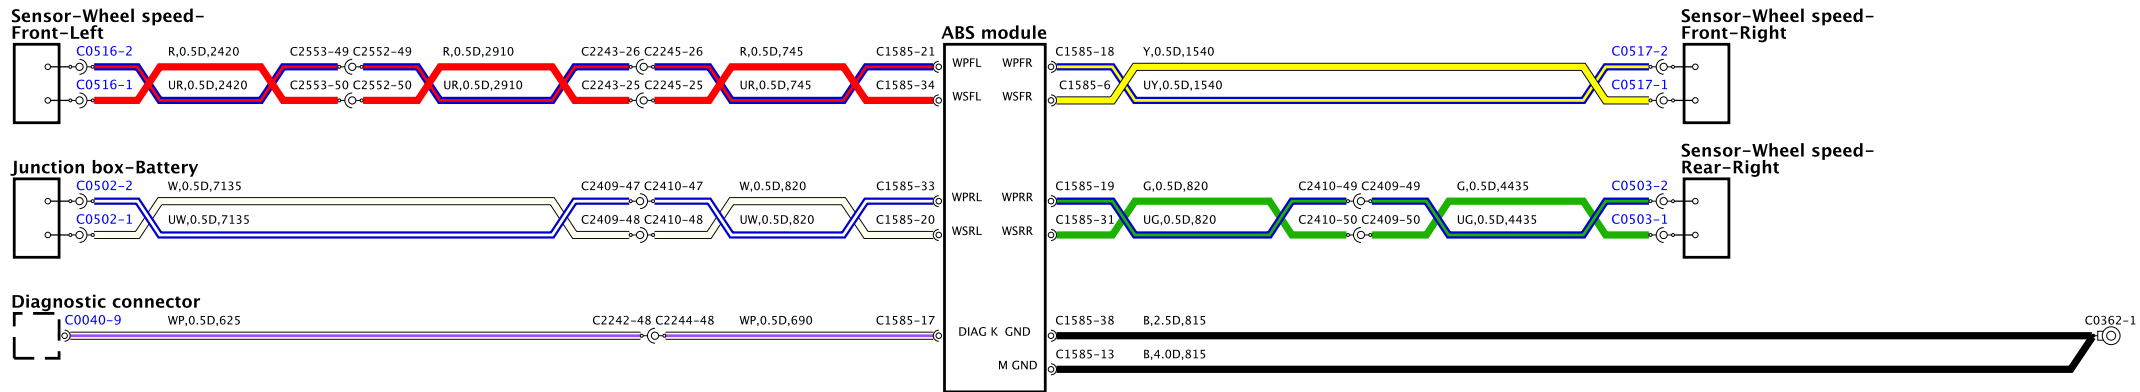 Sensor-Wheel speed-
Front-Left
C0516-2
R,0.5D,2420
C2553-49
C2552-49
R,0.5D,2910
C2243-26
C2245-26
R,0.5D,745
C1585-21
C0516-1
UR,0.5D,2420
C2553-50
C2552-50
UR,0.5D,2910
C2243-25
C2245-25
UR,0.5D,745
C1585-34
ABS module
WPFL
WPFR
WSFL
WSFR
Sensor-Wheel speed-
Front-Right
C1585-18
Y,0.5D,1540
C0517-2
C1585-6
UY,0.5D,1540
C0517-1
Junction box-Battery
C0502-2
W,0.5D,7135
C2409-47
C2410-47
W,0.5D,820
C1585-33
C0502-1
UW,0.5D,7135
C2409-48
C2410-48
UW,0.5D,820
C1585-20
WPRL
WPRR
WSRL
WSRR
Sensor-Wheel speed-
Rear-Right
C1585-19
G,0.5D,820
C2410-49
C2409-49
G,0.5D,4435
C0503-2
C1585-31
UG,0.5D,820
C2410-50
C2409-50
UG,0.5D,4435
C0503-1
Diagnostic connector
C0040-9
WP,0.5D,625
C2242-48
C2244-48
WP,0.5D,690
C1585-17
DIAG K
GND
M GND
C1585-38
B,2.5D,815
C0362-1
C1585-13
B,4.0D,815